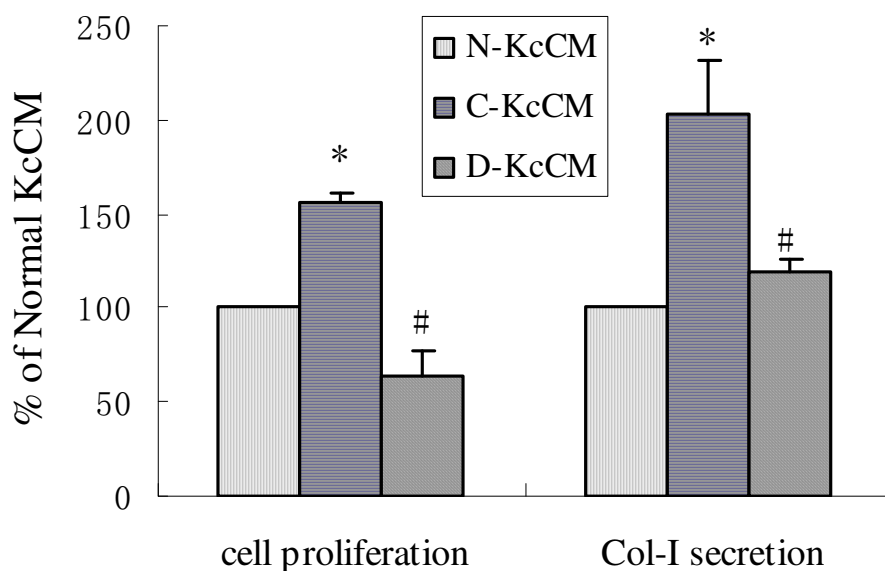 % of Normal KcCM
250
200
150
100
50
0
N-KcCM
C-KcCM
D-KcCM
*
#
*
#
cell proliferation
Col-I secretion